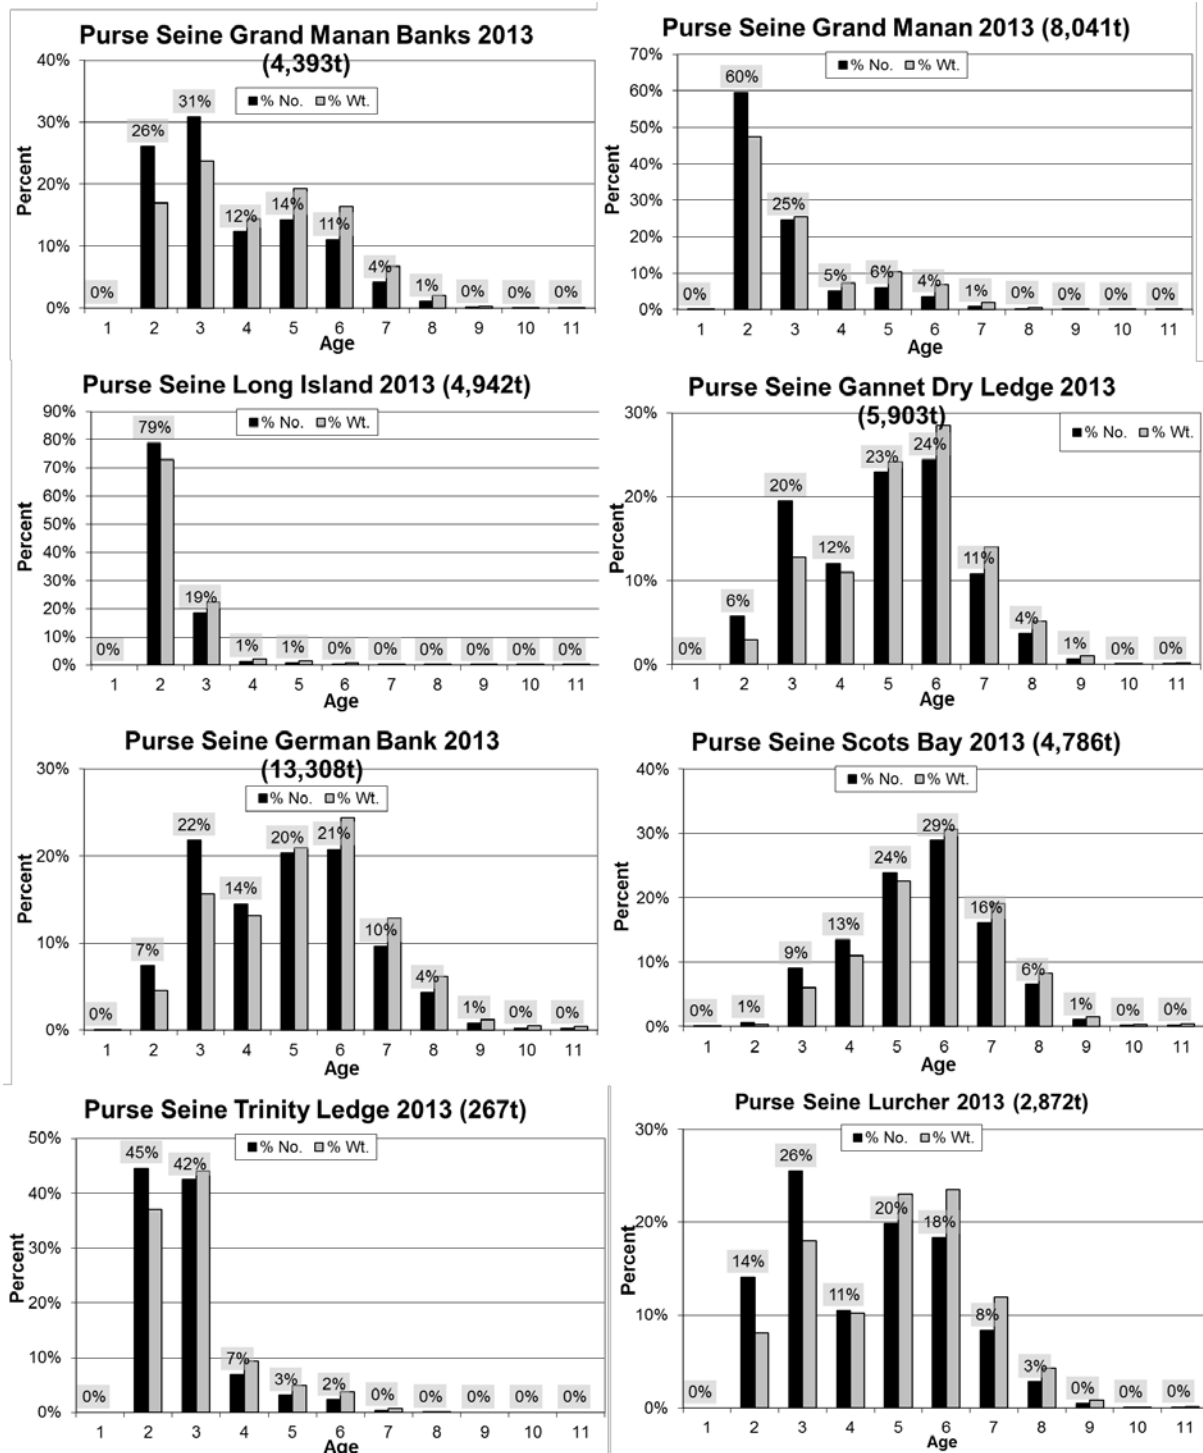 Purse Seine Grand Manan Banks 2013
(4,393t)
% No. % Wt.
Percent
40%
30%
20%
10%
0%
0% 26% 31% 12% 14% 11% 4% 1% 0% 0% 0%
1 2 3 4 5 6 7 8 9 10 11
Age
Purse Seine Grand Manan 2013 (8,041t)
% No. % Wt.
Percent
70%
60%
50%
40%
30%
20%
10%
0%
0% 60% 25% 5% 6% 4% 1% 0% 0% 0% 0%
1 2 3 4 5 6 7 8 9 10 11
Age
Purse Seine Long Island 2013 (4,942t)
% No. % Wt.
Percent
90%
80%
70%
60%
50%
40%
30%
20%
10%
0%
0% 79% 19% 1% 1% 0% 0% 0% 0% 0% 0%
1 2 3 4 5 6 7 8 9 10 11
Age
Purse Seine Gannet Dry Ledge 2013
(5,903t)
% No. % Wt.
Percent
30%
20%
10%
0%
0% 6% 20% 12% 23% 24% 11% 4% 1% 0% 0%
1 2 3 4 5 6 7 8 9 10 11
Age
Purse Seine German Bank 2013
(13,308t)
% No. % Wt.
Percent
30%
20%
10%
0%
0% 7% 22% 14% 20% 21% 10% 4% 1% 0% 0%
1 2 3 4 5 6 7 8 9 10 11
Age
Purse Seine Scots Bay 2013 (4,786t)
% No. % Wt.
Percent
40%
30%
20%
10%
0%
0% 1% 9% 13% 24% 29% 16% 6% 1% 0% 0%
1 2 3 4 5 6 7 8 9 10 11
Age
Purse Seine Trinity Ledge 2013 (267t)
% No. % Wt.
Percent
50%
40%
30%
20%
10%
0%
0% 45% 42% 7% 3% 2% 0% 0% 0% 0% 0%
1 2 3 4 5 6 7 8 9 10 11
Age
Purse Seine Lurcher 2013 (2,872t)
% No. % Wt.
Percent
30%
20%
10%
0%
0% 14% 26% 11% 20% 18% 8% 3% 0% 0% 0%
1 2 3 4 5 6 7 8 9 10 11
Age